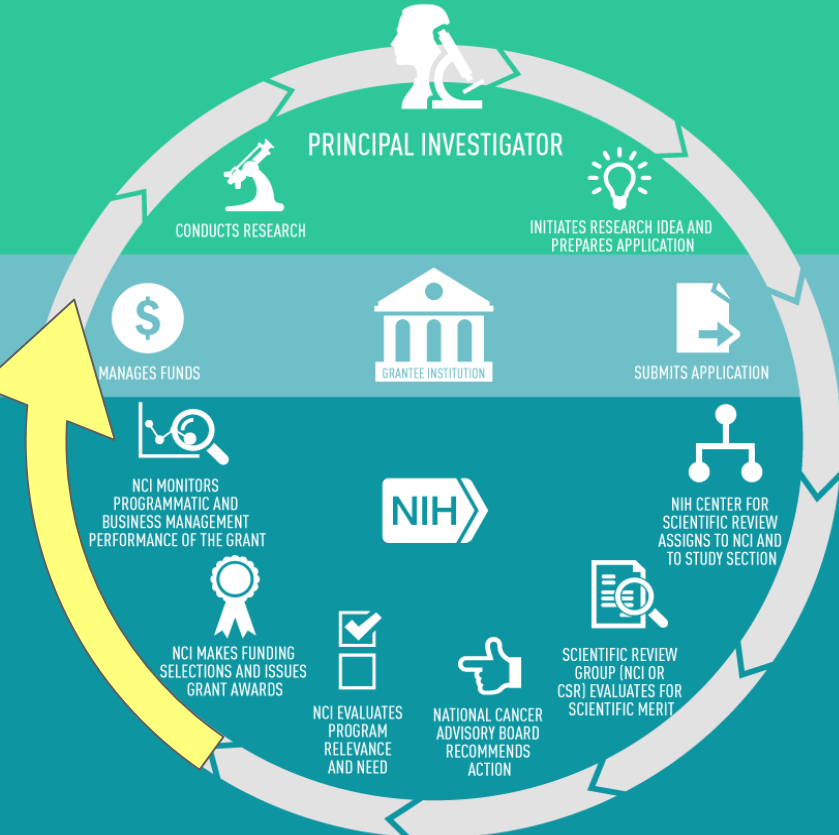 PRINCIPAL INVESTIGATOR
CONDUCTS RESEARCH
INITIATES RESEARCH IDEA AND
PREPARES APPLICATION
$
MANAGES FUNDS
GRANTEE INSTITUTION
SUBMITS APPLICATION
NCI MONITORS
PROGRAMMATIC AND
BUSINESS MANAGEMENT
PERFORMANCE OF THE GRANT
NIH
NIH CENTER FOR
SCIENTIFIC REVIEW
ASSIGNS TO NCI AND
TO STUDY SECTION
NCI MAKES FUNDING
SELECTIONS AND ISSUES
GRANT AWARDS
NCI EVALUATES
PROGRAM
RELEVANCE
AND NEED
NATIONAL CANCER
ADVISORY BOARD
RECOMMENDS
ACTION
SCIENTIFIC REVIEW
GROUP (NCI OR
CSR) EVALUATES FOR
SCIENTIFIC MERIT